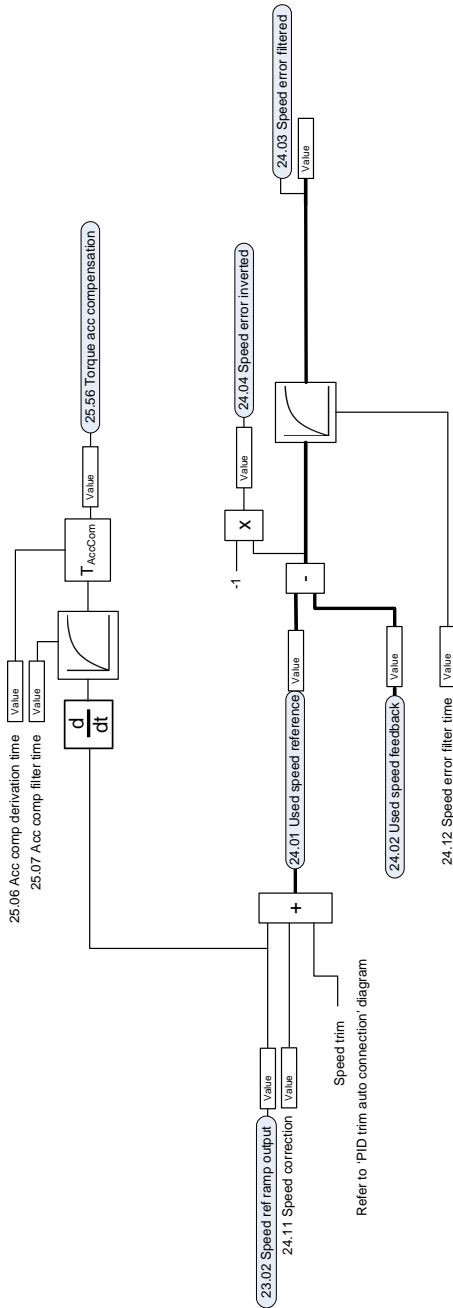 25.06 Acc comp derivation time
Value
25.07 Acc comp filter time
Value
d
dt
T AccCom
Value
25.56 Torque acc compensation
23.02 Speed ref ramp output
Value
24.11 Speed correction
Value
Speed trim
Refer to ‘PID trim auto connection’ diagram
+
24.01 Used speed reference
Value
24.02 Used speed feedback
Value
-
-1
X
Value
24.04 Speed error inverted
24.12 Speed error filter time
Value
24.03 Speed error filtered
Value